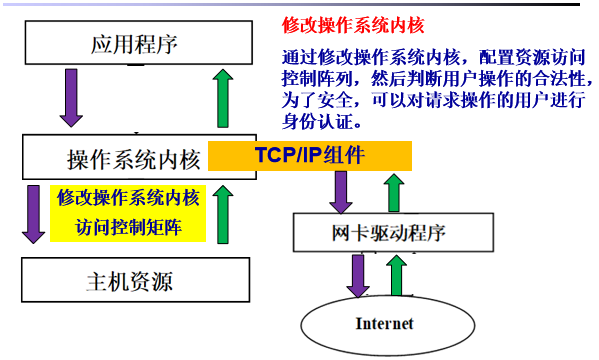 修改操作系统内核
通过修改操作系统内核，配置资源访问
控制阵列，然后判断用户操作的合法性，
为了安全，可以对请求操作的用户进行
身份认证。
应用程序
操作系统内核
TCP/IP组件
修改操作系统内核
访问控制矩阵
网卡驱动程序
主机资源
Internet